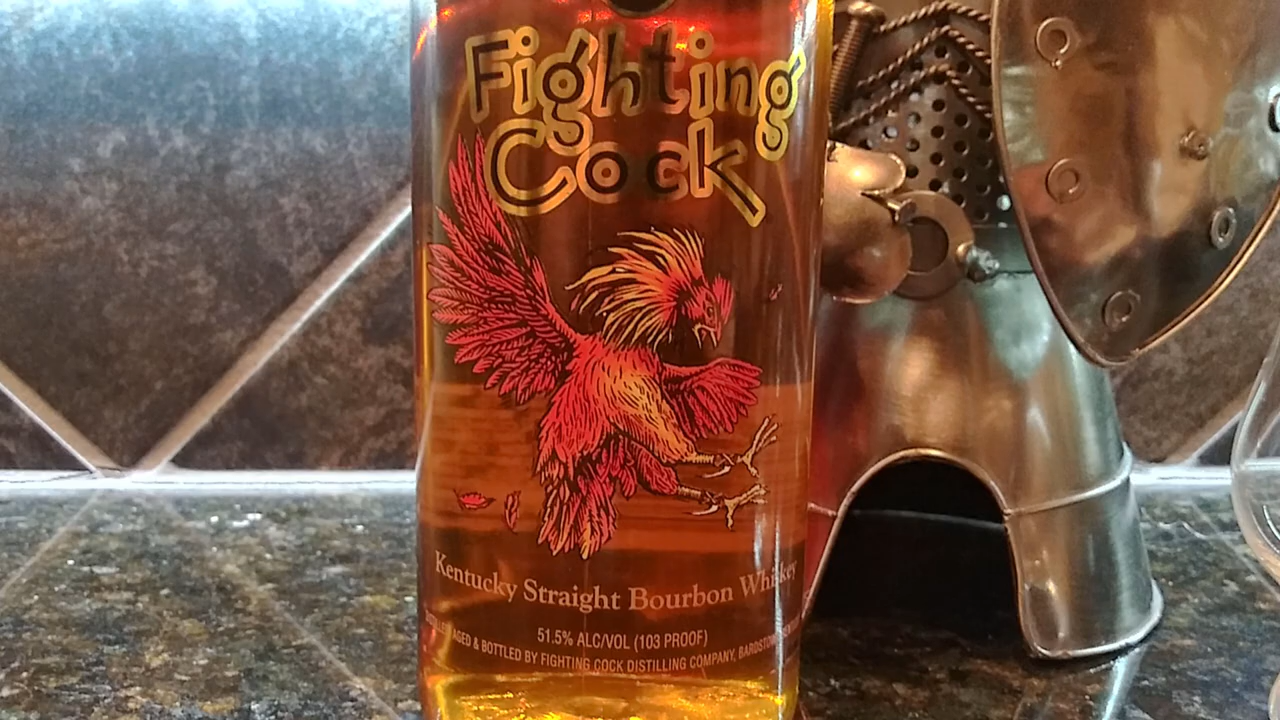 Fighting
Cock
Kentucky Straight Bourbon Whiskey
51.5% ALC/VOL (103 PROOF)
AGED & BOTTLED BY FIGHTING COCK DISTILLING COMPANY,